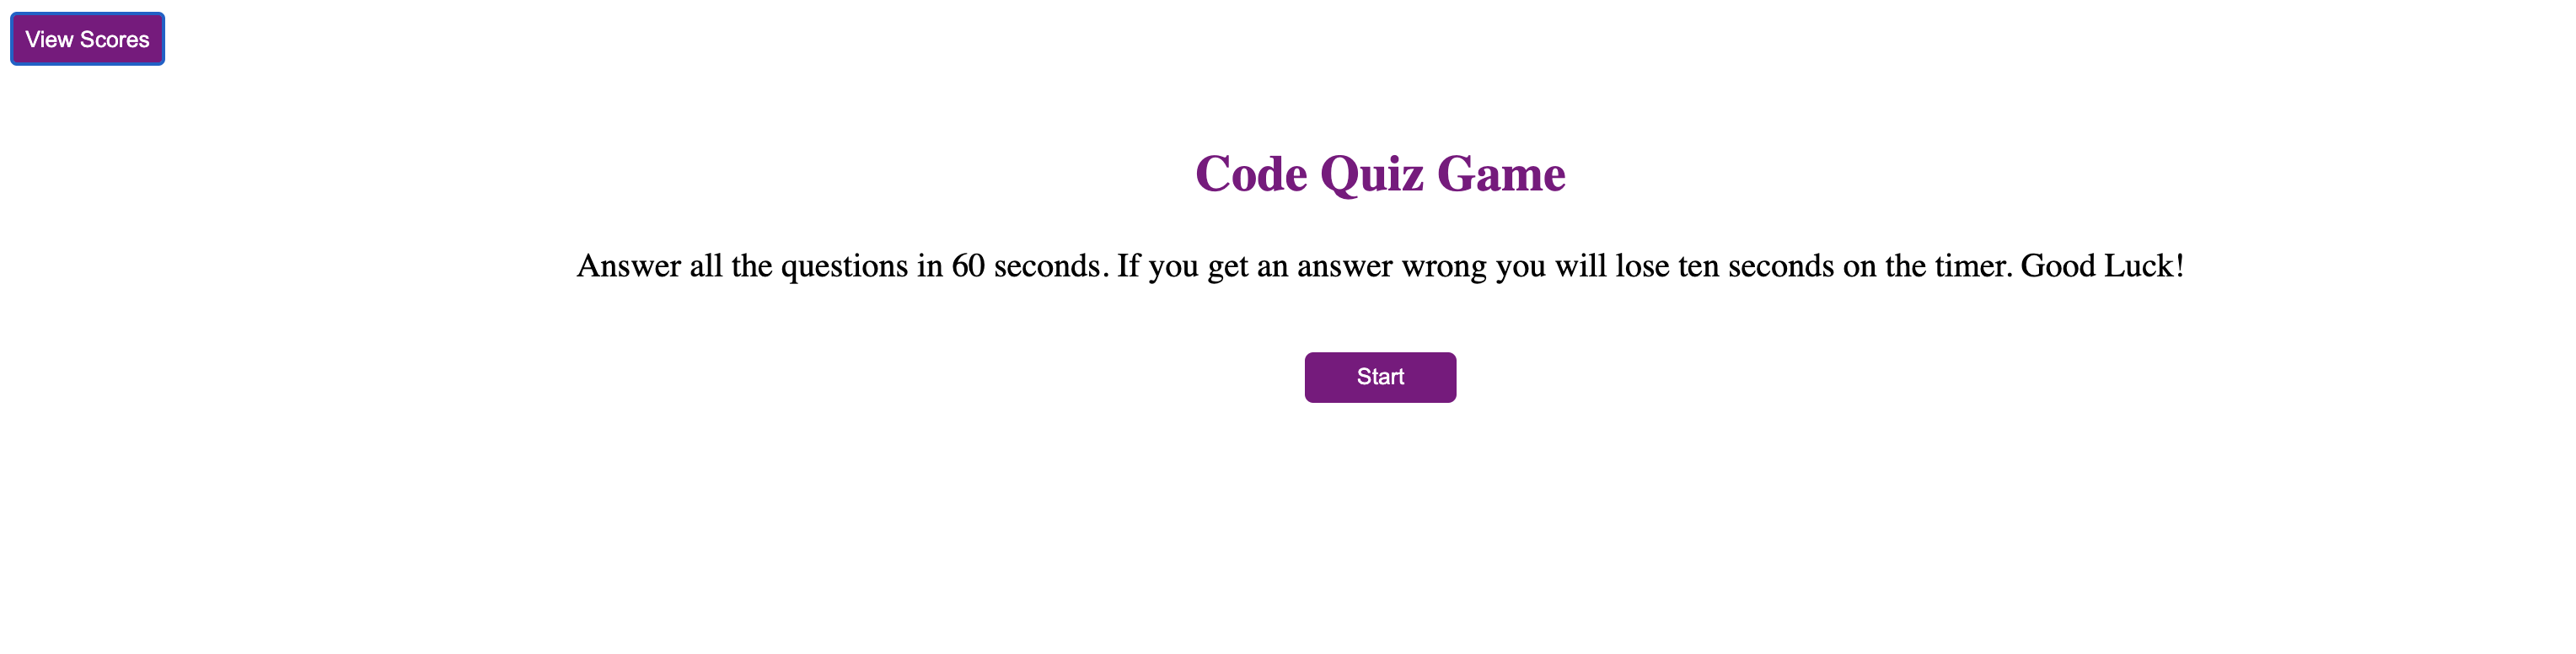 View Scores
Code Quiz Game
Answer all the questions in 60 seconds. If you get an answer wrong you will lose ten seconds on the timer. Good Luck!
Start